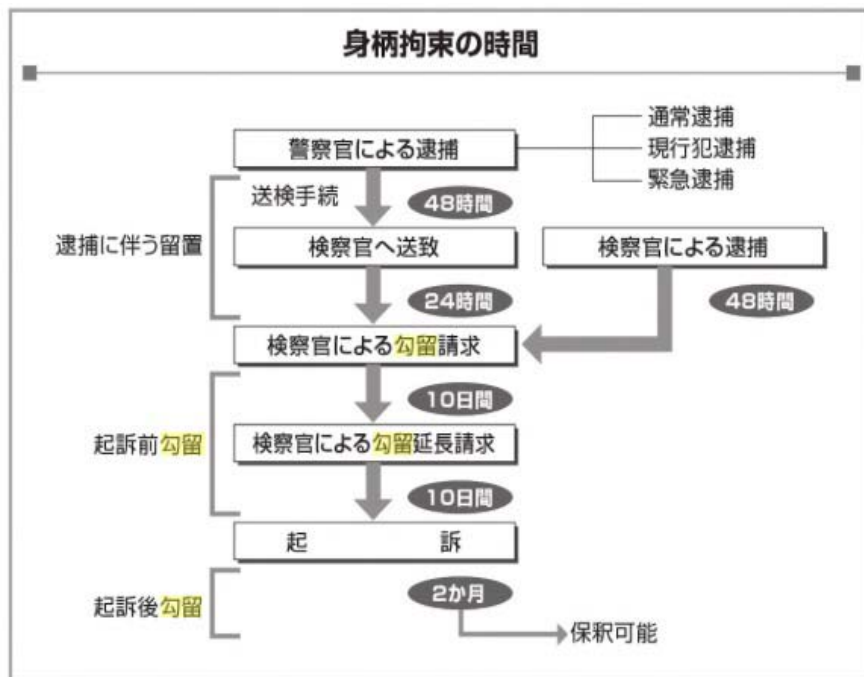 身柄拘束の時間
通常逮捕
警察官による逮捕
現行犯逮捕
緊急逮捕
送検手続
48時間
逮捕に伴う留置
検察官へ送致
検察官による逮捕
24時間
48時間
検察官による勾留請求
10日間
起訴前勾留
検察官による勾留延長請求
10日間
起 訴
2か月
起訴後勾留
保釈可能